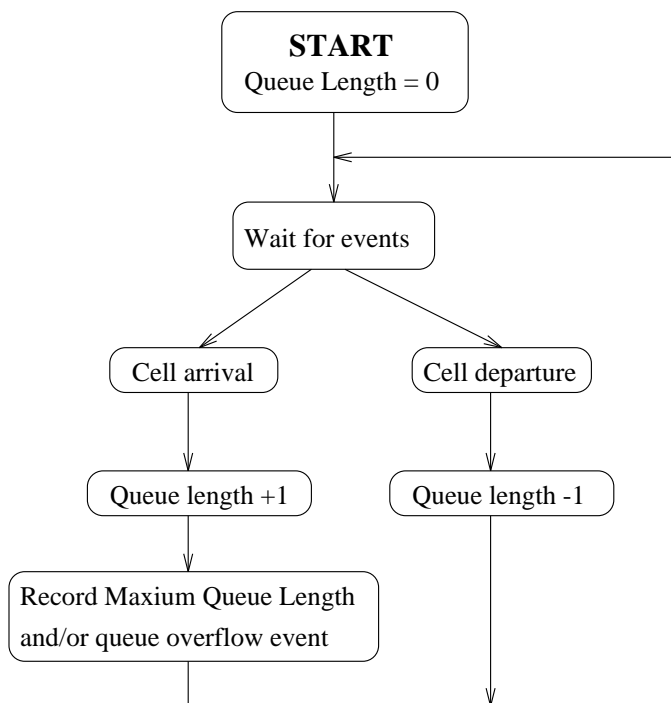 START
Queue Length = 0
Wait for events
Cell arrival
Cell departure
Queue length +1
Queue length -1
Record Maxium Queue Length
and/or queue overflow event